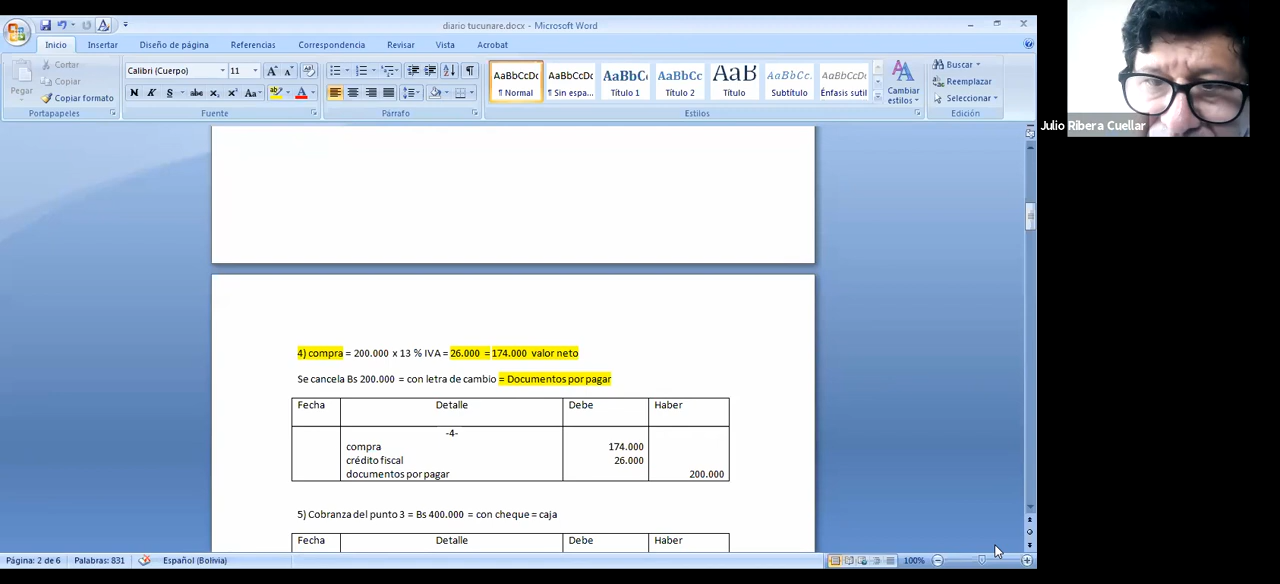 diario tucunare.docx - Microsoft Word
Inicio Insertar Diseño de página Referencias Correspondencia Revisar Vista Acrobat
Cortar
Copiar
Pegar
Copiar formato
Portapapeles
Calibri (Cuerpo) 11
N K S abc x₂ x² Aa
Fuente
Párrafo
AaBbCcDc AaBbCcDc AaBbC AaBbCc AaB AaBbCc. AaBbCcDc
¶ Normal ¶ Sin espa... Título 1 Título 2 Título Subtítulo Énfasis sutil
Cambiar
estilos
Estilos
Buscar
Reemplazar
Seleccionar
Edición
Julio Ribera Cuellar
4) compra = 200.000 x 13 % IVA = 26.000 = 174.000 valor neto
Se cancela Bs 200.000 = con letra de cambio = Documentos por pagar
Fecha Detalle Debe Haber
-4-
compra 174.000
crédito fiscal 26.000
documentos por pagar 200.000
5) Cobranza del punto 3 = Bs 400.000 = con cheque = caja
Fecha Detalle Debe Haber
Página: 2 de 6 Palabras: 831 Español (Bolivia) 100%